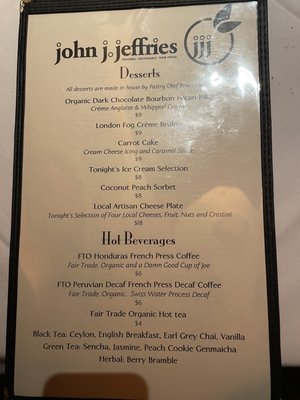 john j. jeffries
jjj
SEASONAL, SUSTAINABLE, FARM-FRESH
Desserts
All desserts are made in house by Pastry Chef
Organic Dark Chocolate Bourbon Pecan
Crème Anglaise & Whipped Cream
$9
London Fog Crème Brulee
$9
Carrot Cake
Cream Cheese Icing and Caramel Sauce
$9
Tonight's Ice Cream Selection
$8
Coconut Peach Sorbet
$8
Local Artisan Cheese Plate
Tonight's Selection of Four Local Cheeses, Fruit, Nuts and Crostini
$18
Hot Beverages
FTO Honduras French Press Coffee
Fair Trade, Organic and a Damn Good Cup of Joe
$6
FTO Peruvian Decaf French Press Decaf Coffee
Fair Trade, Organic, Swiss Water Process Decaf
$6
Fair Trade Organic Hot tea
$4
Black Tea: Ceylon, English Breakfast, Earl Grey Chai, Vanilla
Green Tea: Sencha, Jasmine, Peach Cookie Genmaicha
Herbal: Berry Bramble